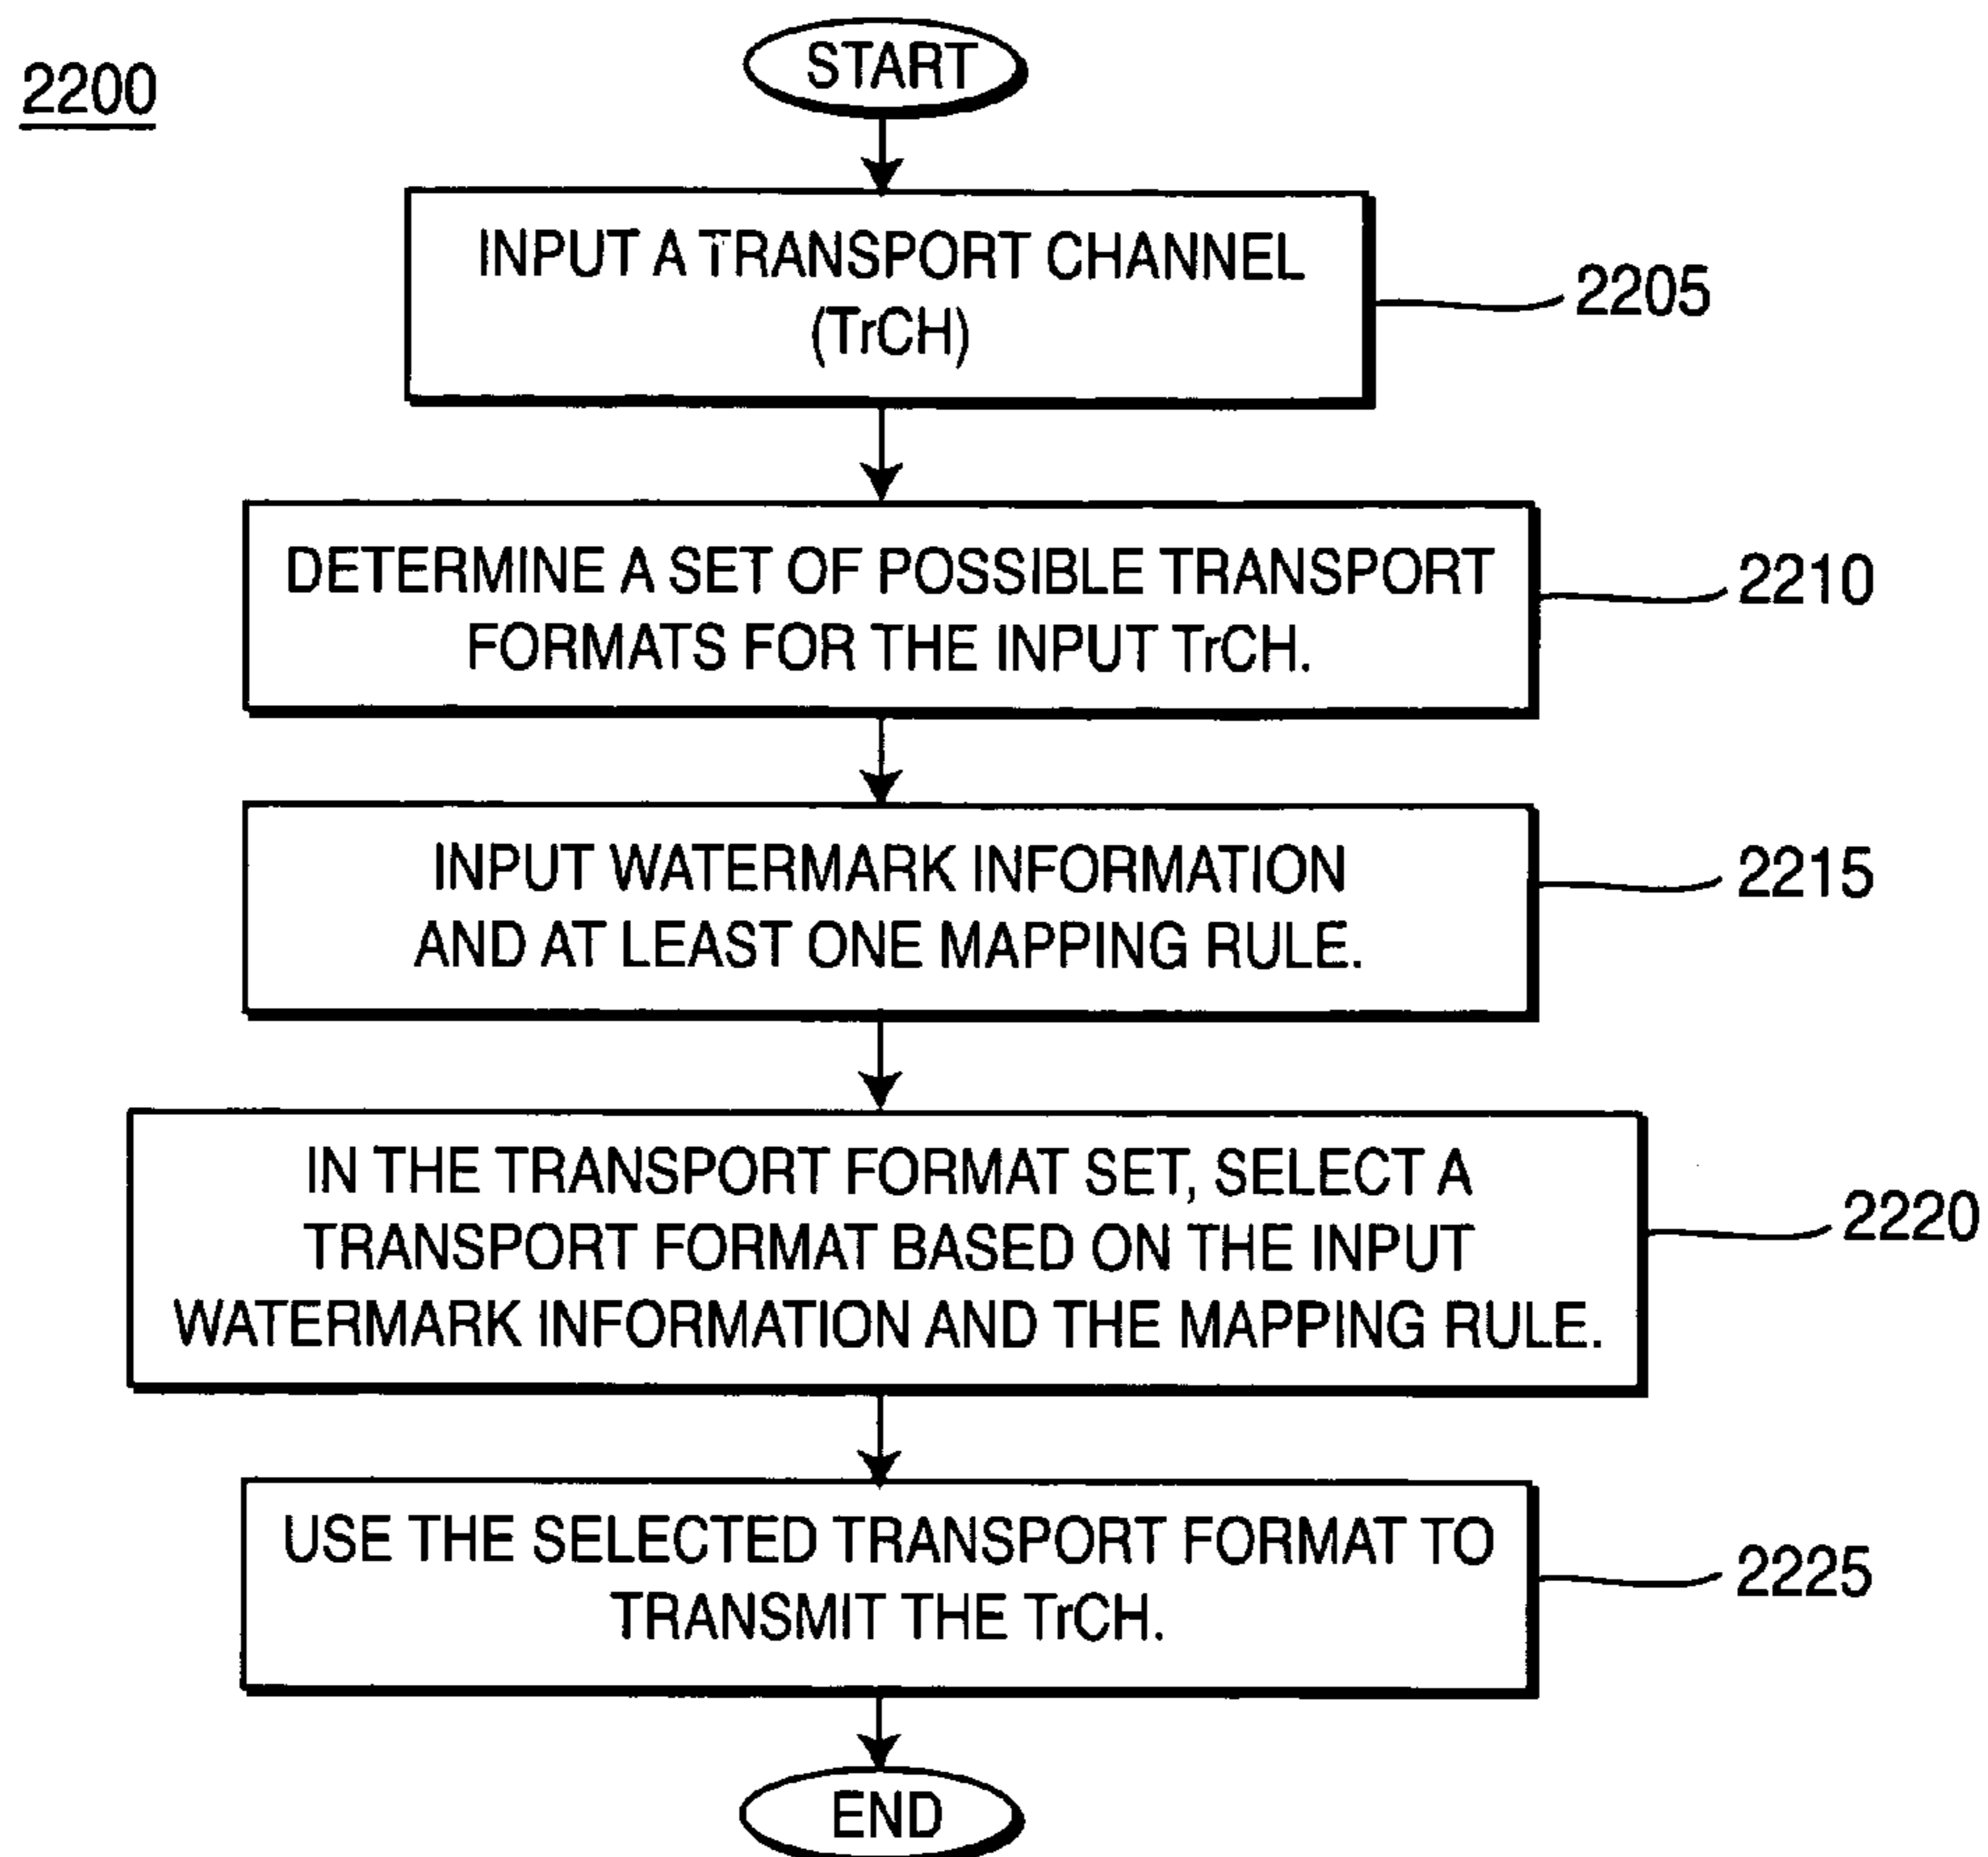 2200
START
INPUT A TRANSPORT CHANNEL
(TrCH)
2205
DETERMINE A SET OF POSSIBLE TRANSPORT
FORMATS FOR THE INPUT TrCH.
2210
INPUT WATERMARK INFORMATION
AND AT LEAST ONE MAPPING RULE.
2215
IN THE TRANSPORT FORMAT SET, SELECT A
TRANSPORT FORMAT BASED ON THE INPUT
WATERMARK INFORMATION AND THE MAPPING RULE.
2220
USE THE SELECTED TRANSPORT FORMAT TO
TRANSMIT THE TrCH.
2225
END